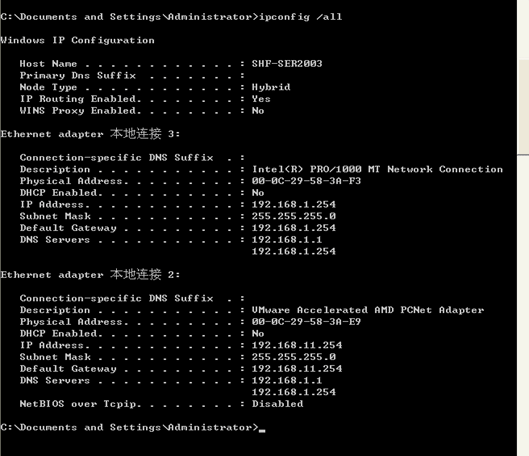 C:\Documents and Settings\Administrator>ipconfig /all
Windows IP Configuration
Host Name . . . . . . . . . . . . : SHF-SER2003
Primary Dns Suffix . . . . . . . :
Node Type . . . . . . . . . . . . : Hybrid
IP Routing Enabled. . . . . . . . : Yes
WINS Proxy Enabled. . . . . . . . : No
Ethernet adapter 本地连接 3:
Connection-specific DNS Suffix . :
Description . . . . . . . . . . . : Intel(R) PRO/1000 MT Network Connection
Physical Address. . . . . . . . . : 00-0C-29-58-3A-F3
DHCP Enabled. . . . . . . . . . . : No
IP Address. . . . . . . . . . . . : 192.168.1.254
Subnet Mask . . . . . . . . . . . : 255.255.255.0
Default Gateway . . . . . . . . . : 192.168.1.254
DNS Servers . . . . . . . . . . . : 192.168.1.1
192.168.1.254
Ethernet adapter 本地连接 2:
Connection-specific DNS Suffix . :
Description . . . . . . . . . . . : VMware Accelerated AMD PCNet Adapter
Physical Address. . . . . . . . . : 00-0C-29-58-3A-E9
DHCP Enabled. . . . . . . . . . . : No
IP Address. . . . . . . . . . . . : 192.168.11.254
Subnet Mask . . . . . . . . . . . : 255.255.255.0
Default Gateway . . . . . . . . . : 192.168.11.254
DNS Servers . . . . . . . . . . . : 192.168.1.1
192.168.1.254
NetBIOS over Tcpip. . . . . . . . : Disabled
C:\Documents and Settings\Administrator>_